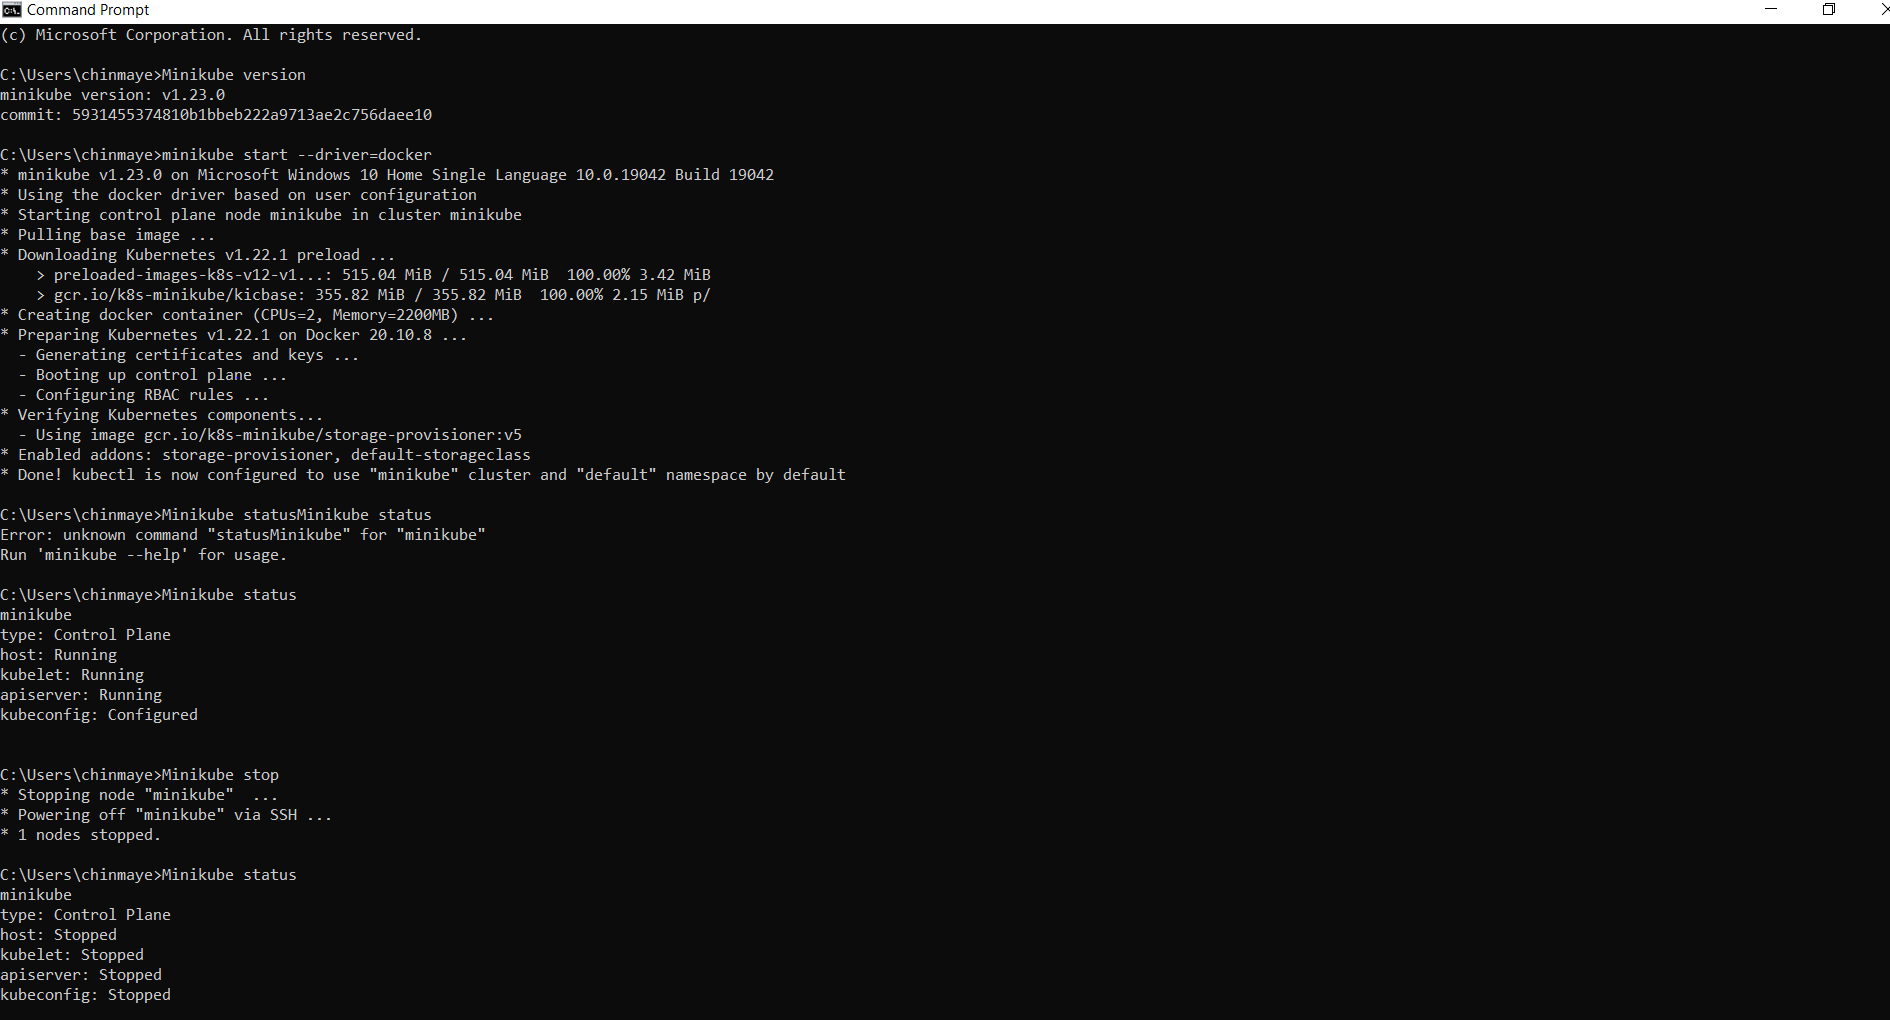 Command Prompt
(c) Microsoft Corporation. All rights reserved.
C:\Users\chinmaye>Minikube version
minikube version: v1.23.0
commit: 5931455374810b1bbeb222a9713ae2c756daee10
C:\Users\chinmaye>minikube start --driver=docker
* minikube v1.23.0 on Microsoft Windows 10 Home Single Language 10.0.19042 Build 19042
* Using the docker driver based on user configuration
* Starting control plane node minikube in cluster minikube
* Pulling base image ...
* Downloading Kubernetes v1.22.1 preload ...
    > preloaded-images-k8s-v12-v1...: 515.04 MiB / 515.04 MiB  100.00% 3.42 MiB
    > gcr.io/k8s-minikube/kicbase: 355.82 MiB / 355.82 MiB  100.00% 2.15 MiB p/
* Creating docker container (CPUs=2, Memory=2200MB) ...
* Preparing Kubernetes v1.22.1 on Docker 20.10.8 ...
  - Generating certificates and keys ...
  - Booting up control plane ...
  - Configuring RBAC rules ...
* Verifying Kubernetes components...
  - Using image gcr.io/k8s-minikube/storage-provisioner:v5
* Enabled addons: storage-provisioner, default-storageclass
* Done! kubectl is now configured to use "minikube" cluster and "default" namespace by default
C:\Users\chinmaye>Minikube statusMinikube status
Error: unknown command "statusMinikube" for "minikube"
Run 'minikube --help' for usage.
C:\Users\chinmaye>Minikube status
minikube
type: Control Plane
host: Running
kubelet: Running
apiserver: Running
kubeconfig: Configured
C:\Users\chinmaye>Minikube stop
* Stopping node "minikube"  ...
* Powering off "minikube" via SSH ...
* 1 nodes stopped.
C:\Users\chinmaye>Minikube status
minikube
type: Control Plane
host: Stopped
kubelet: Stopped
apiserver: Stopped
kubeconfig: Stopped